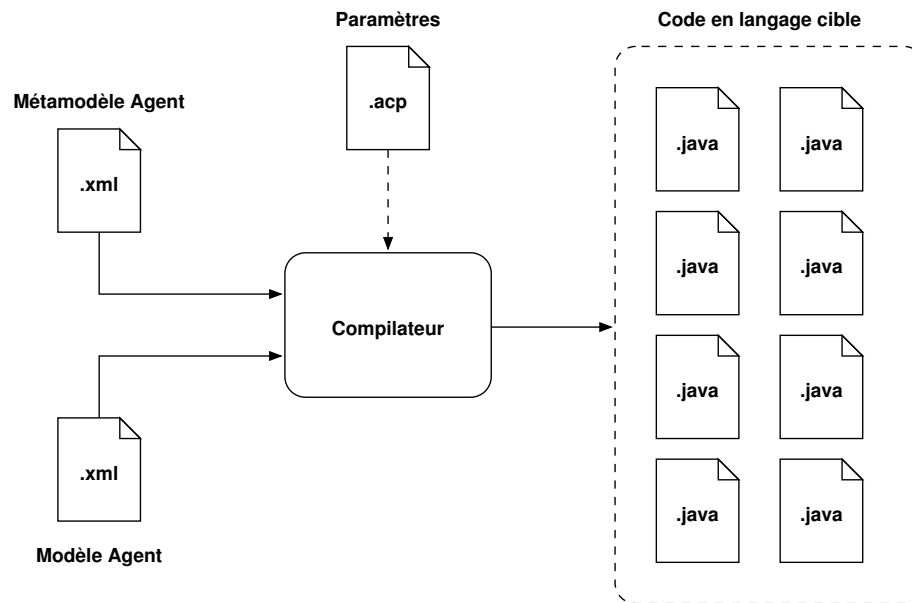 Paramètres
Code en langage cible
.acp
Métamodèle Agent
.xml
.java
.java
.java
.java
Compilateur
.java
.java
.xml
.java
.java
Modèle Agent